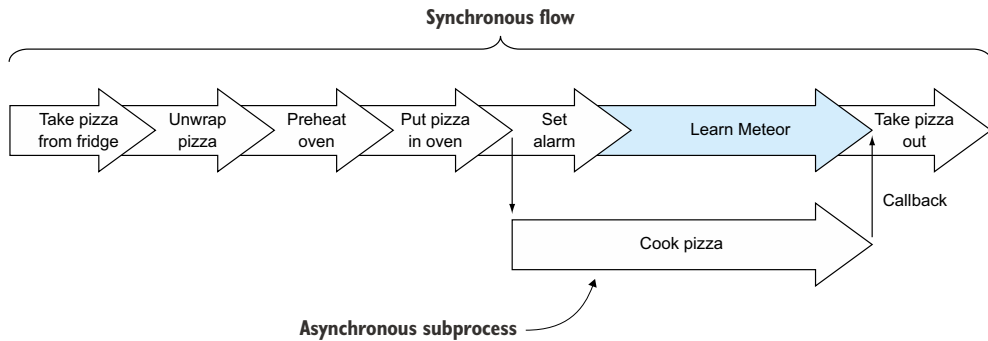 Synchronous flow
Take pizza
from fridge
Unwrap
pizza
Preheat
oven
Put pizza
in oven
Set
alarm
Learn Meteor
Take pizza
out
Callback
Cook pizza
Asynchronous subprocess